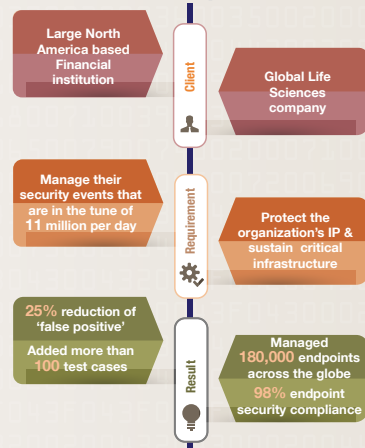 Large North
America based
Financial
institution
Client
Global Life
Sciences
company
Manage their
security events that
are in the tune of
11 million per day
Requirement
Protect the
organization's IP &
sustain critical
infrastructure
25% reduction of
'false positive'
Added more than
100 test cases
Result
Managed
180,000 endpoints
across the globe
98% endpoint
security compliance